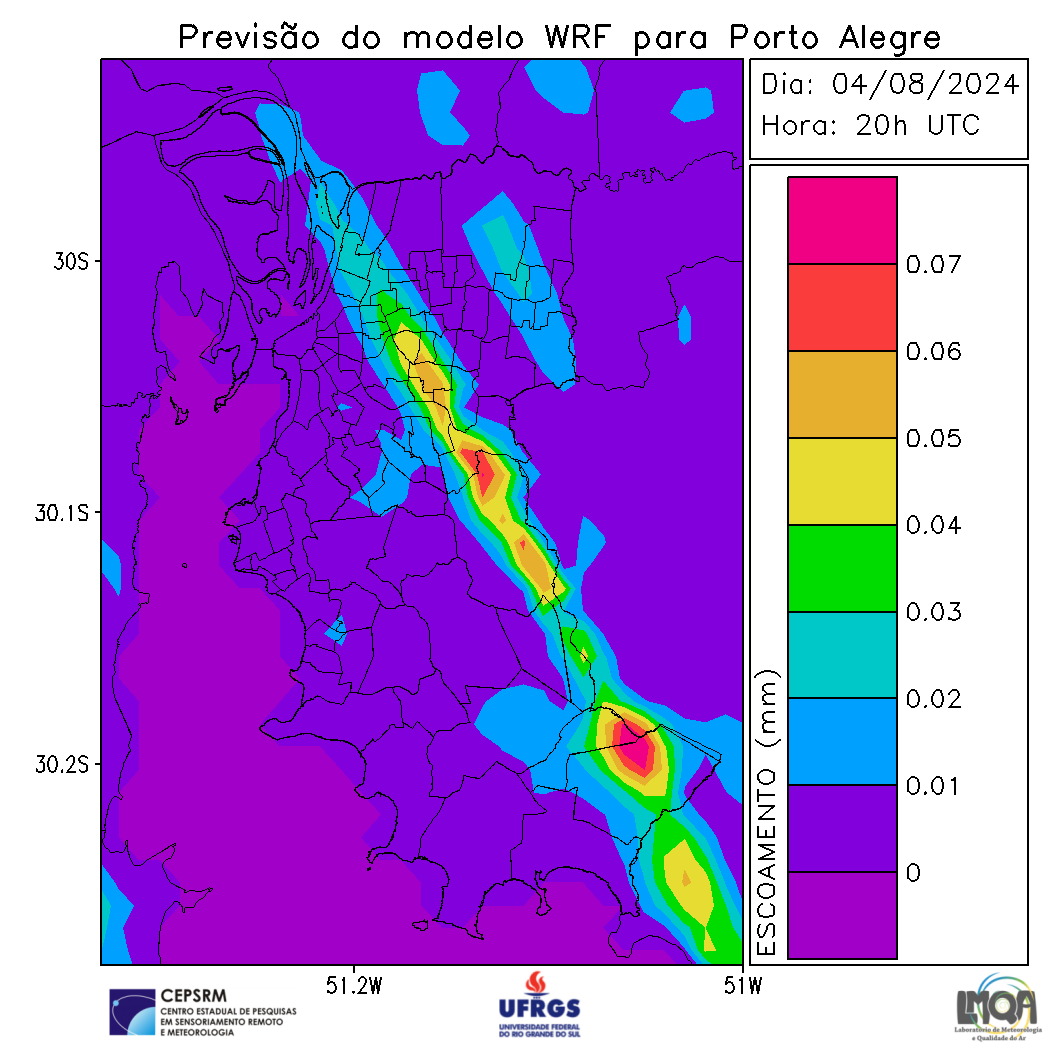 Previsão do modelo WRF para Porto Alegre
Dia: 04/08/2024
Hora: 20h UTC
30S
30.1S
30.2S
51.2W
51W
0.07
0.06
0.05
0.04
0.03
0.02
0.01
0
ESCOAMENTO (mm)
CEPSRM
CENTRO ESTADUAL DE PESQUISAS
EM SENSORIAMENTO REMOTO
E METEOROLOGIA
UFRGS
UNIVERSIDADE FEDERAL
DO RIO GRANDE DO SUL
LMQA
Laboratório de Meteorologia
e Qualidade do Ar